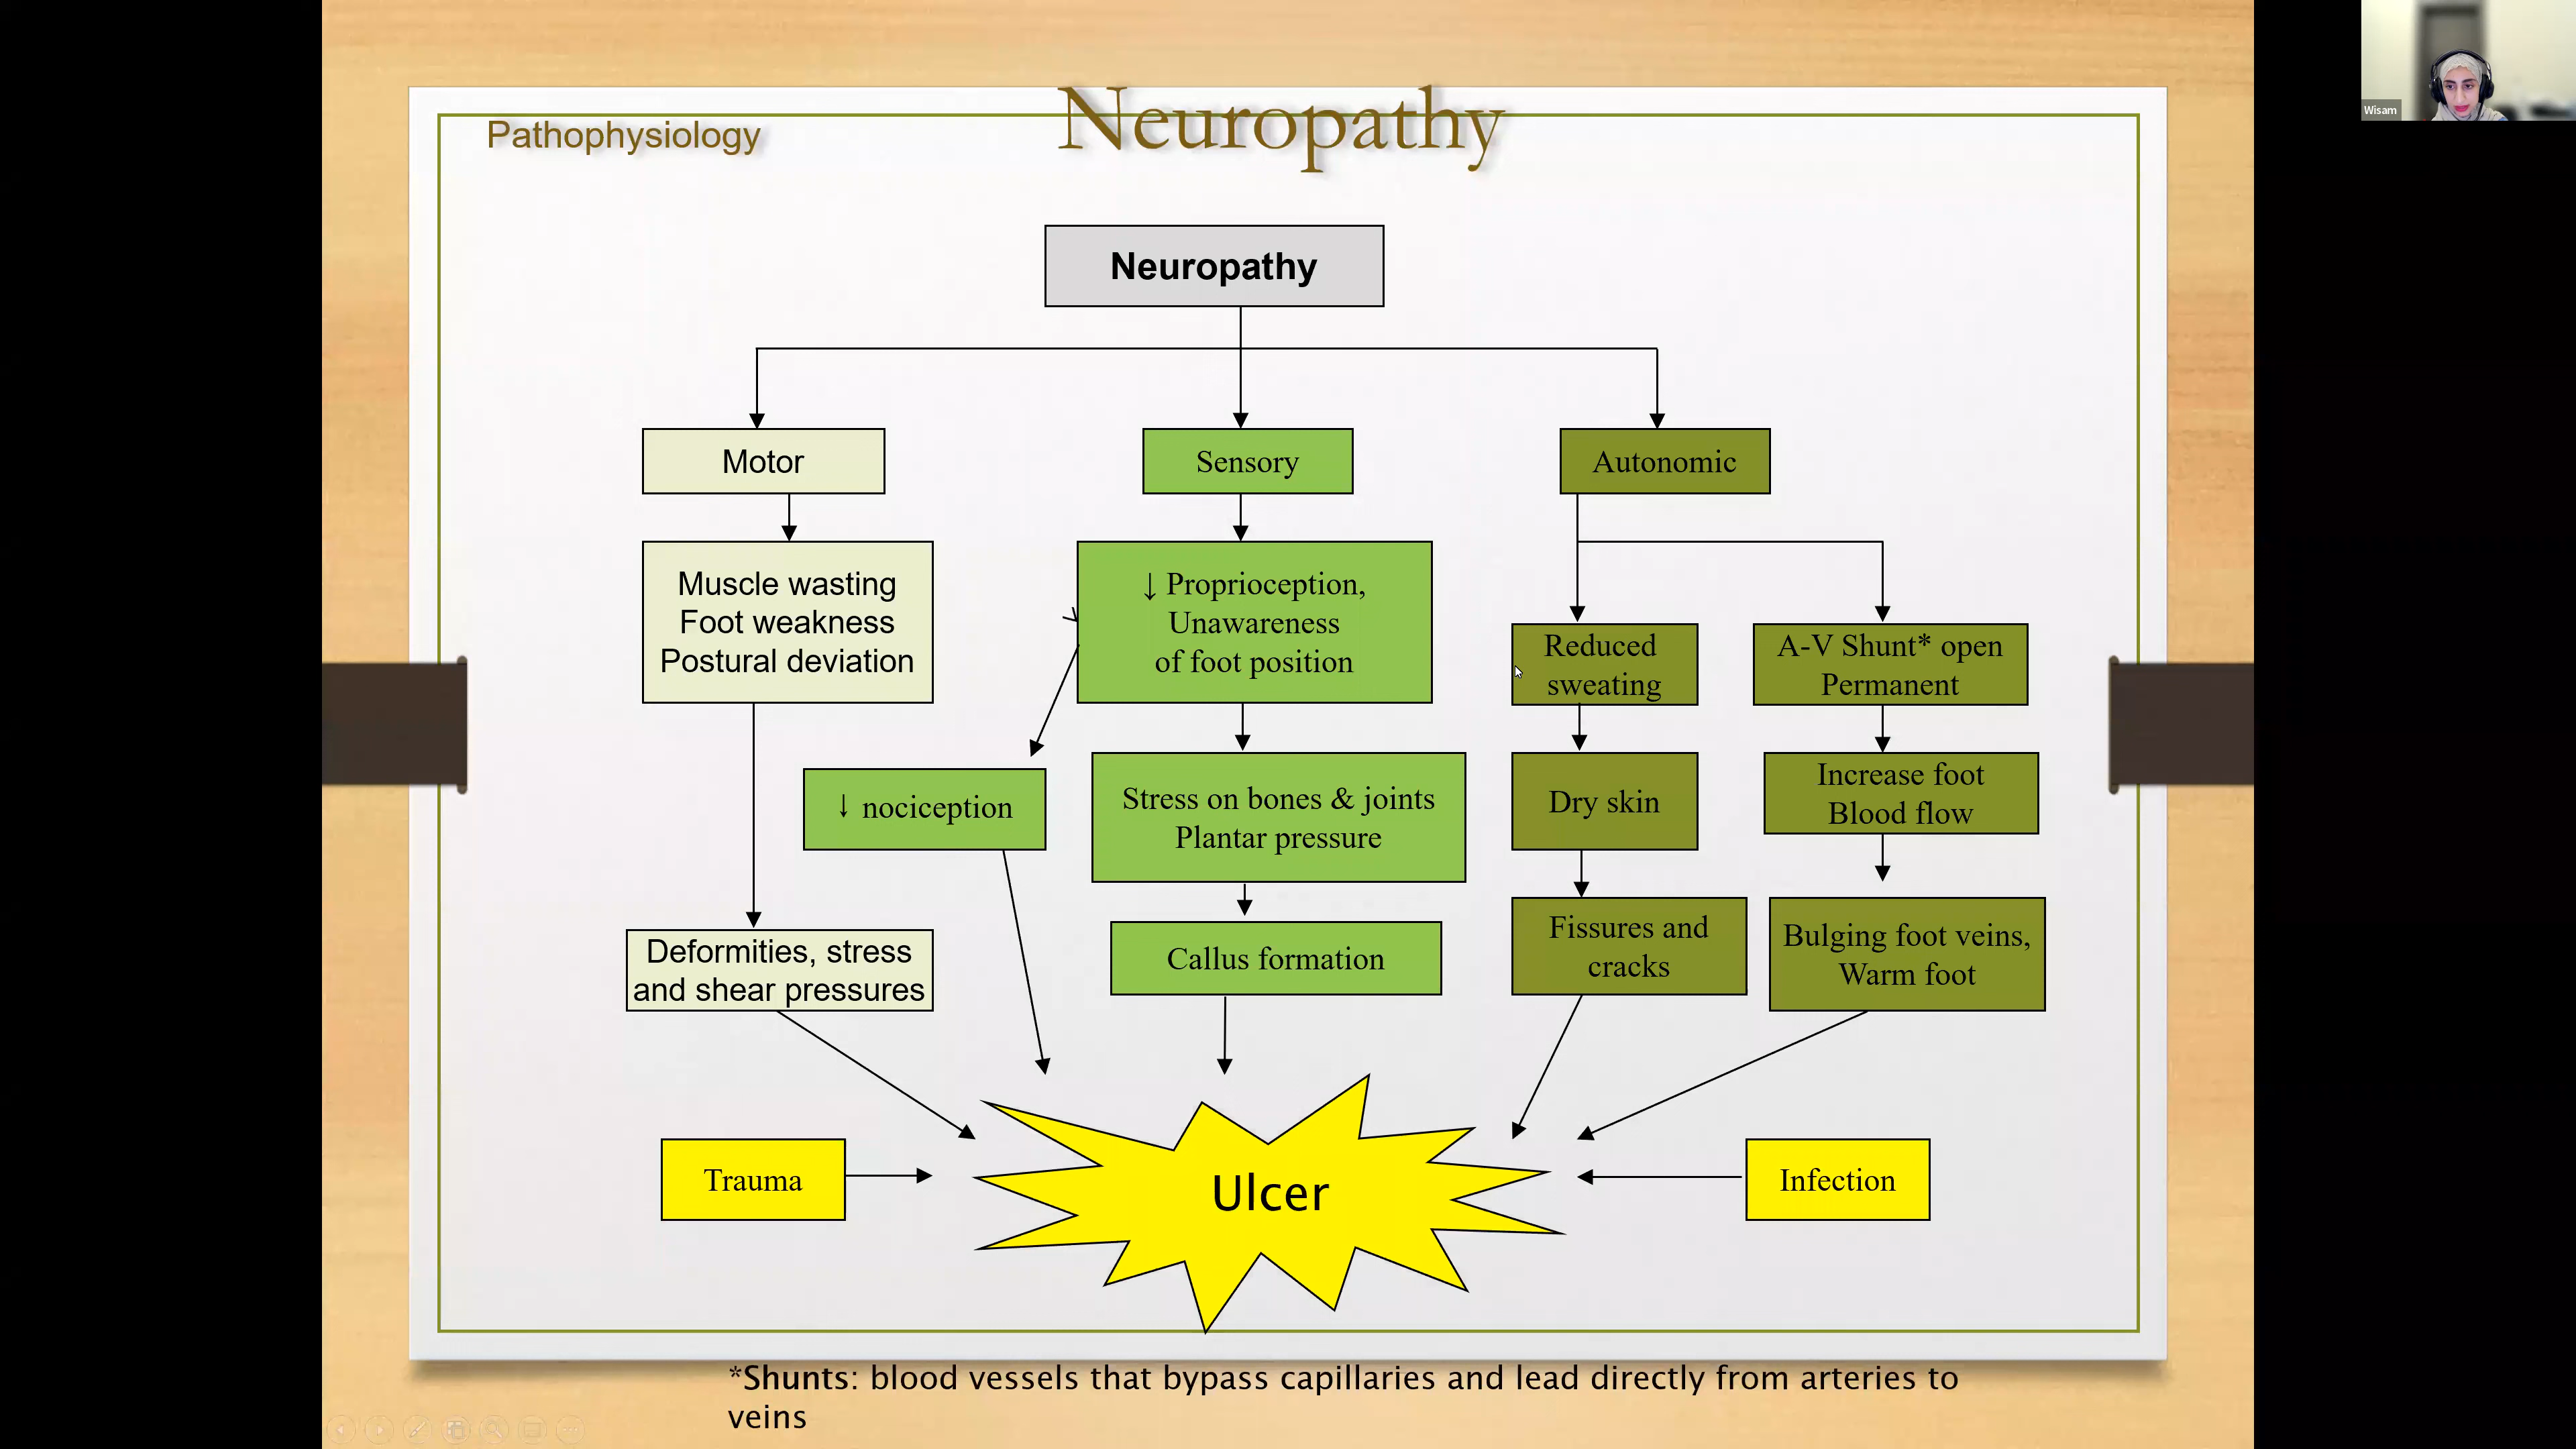 Wisam
Neuropathy
Pathophysiology
Neuropathy
Motor
Sensory
Autonomic
Muscle wasting
Foot weakness
Postural deviation
↓ Proprioception,
Unawareness
of foot position
Reduced
sweating
A-V Shunt* open
Permanent
↓ nociception
Stress on bones & joints
Plantar pressure
Dry skin
Increase foot
Blood flow
Deformities, stress
and shear pressures
Callus formation
Fissures and
cracks
Bulging foot veins,
Warm foot
Trauma
Ulcer
Infection
*Shunts: blood vessels that bypass capillaries and lead directly from arteries to
veins